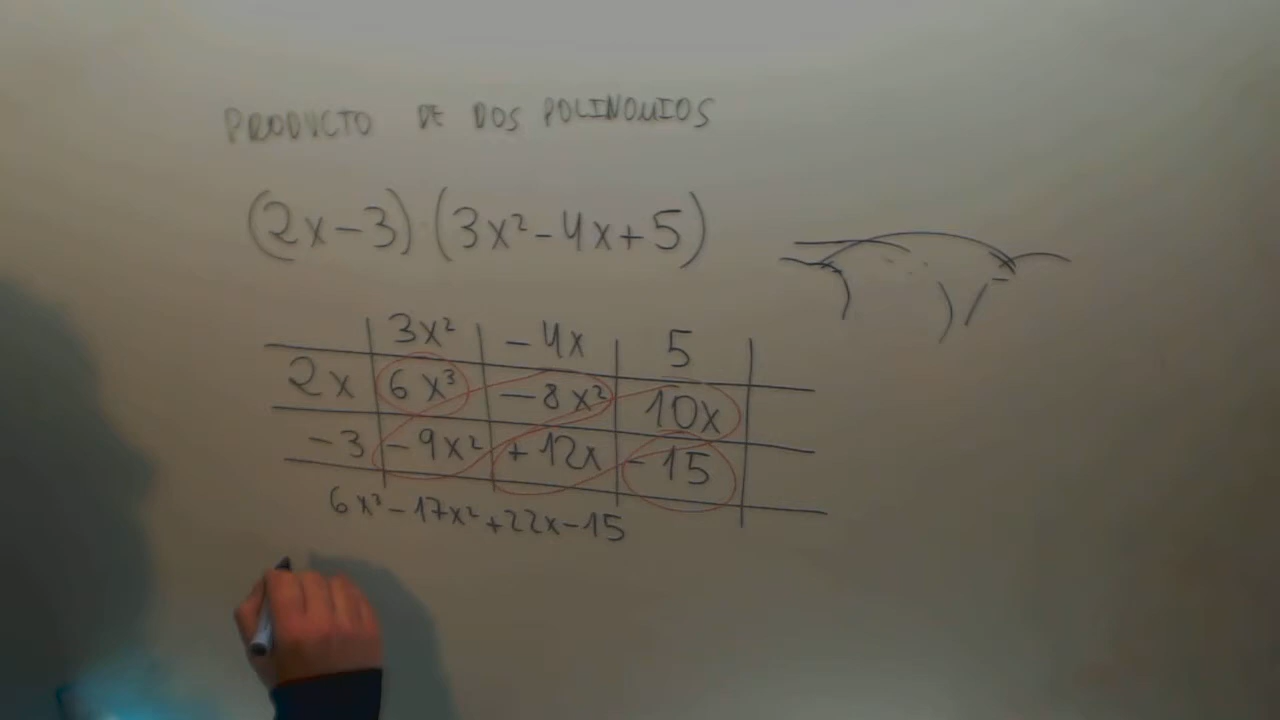 PRODUCTO DE DOS POLINOMIOS
(2x-3)·(3x²-4x+5)
3x² -4x 5
2x 6x³ -8x² 10x
-3 -9x² +12x -15
6x³-17x²+22x-15